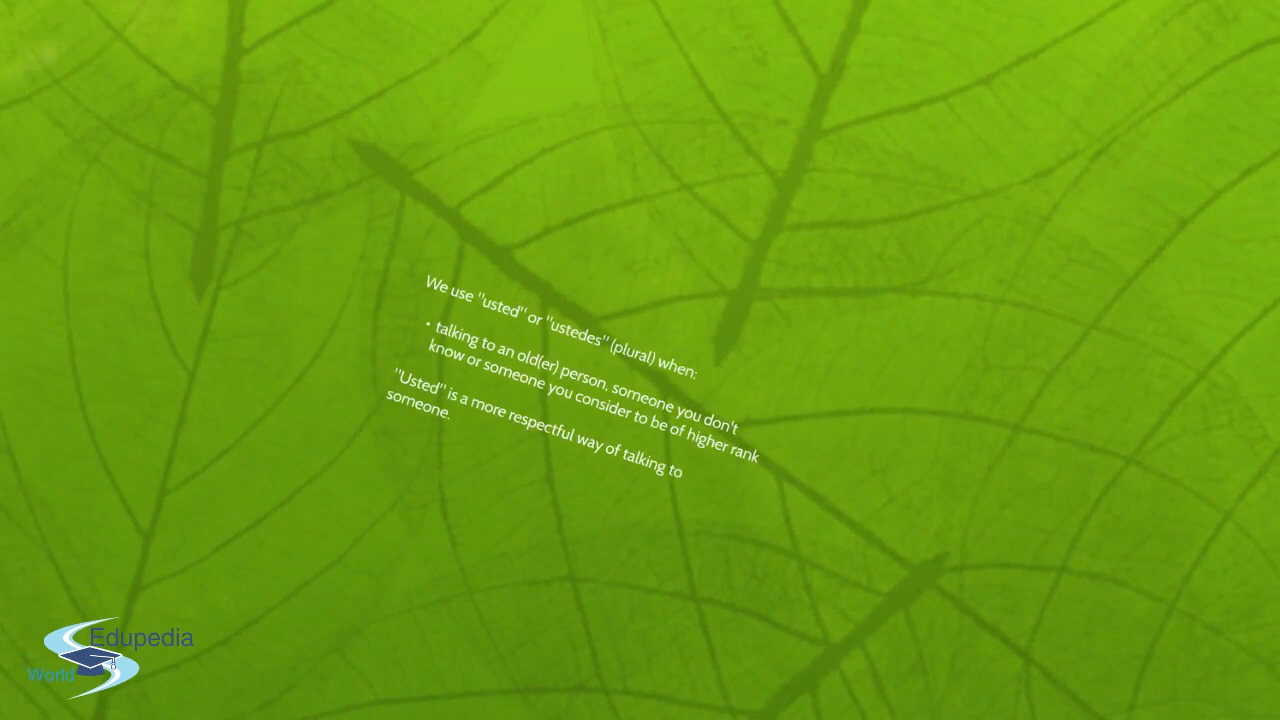 We use "usted" or "ustedes" (plural) when:
• talking to an old(er) person, someone you don't
know or someone you consider to be of higher rank
"Usted" is a more respectful way of talking to
someone.
Edupedia
World